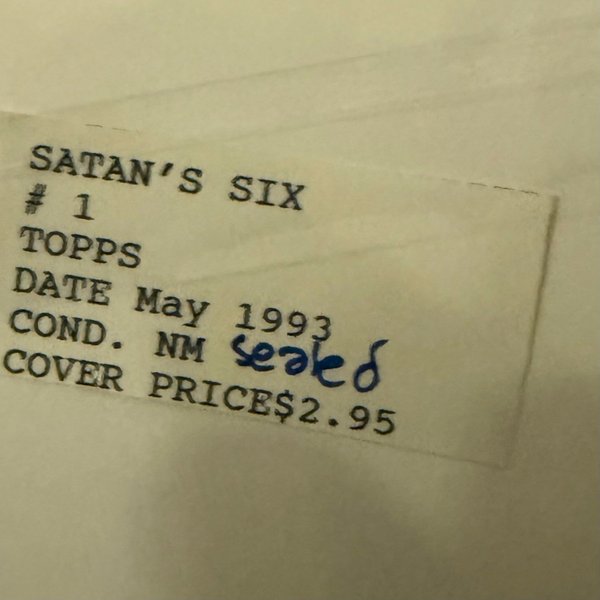 SATAN'S SIX
# 1
TOPPS
DATE May 1993
COND. NM sealed
COVER PRICE$2.95